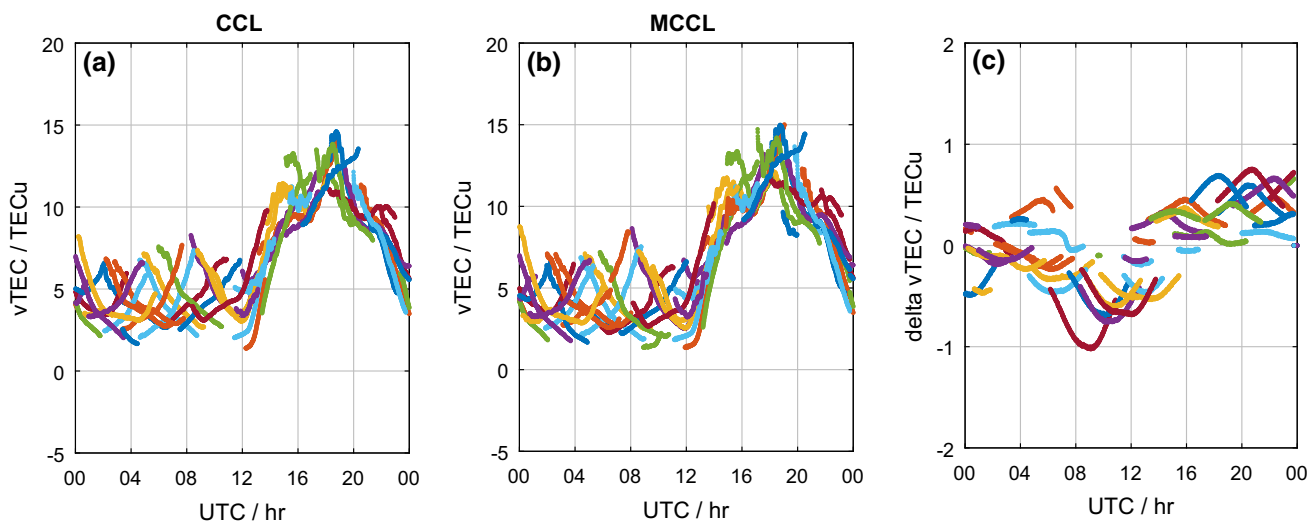 CCL
(a)
20
15
10
5
0
-5
vTEC / TECu
00 04 08 12 16 20 00
UTC / hr
MCCL
(b)
20
15
10
5
0
-5
vTEC / TECu
00 04 08 12 16 20 00
UTC / hr
(c)
2
1
0
-1
-2
delta vTEC / TECu
00 04 08 12 16 20 00
UTC / hr